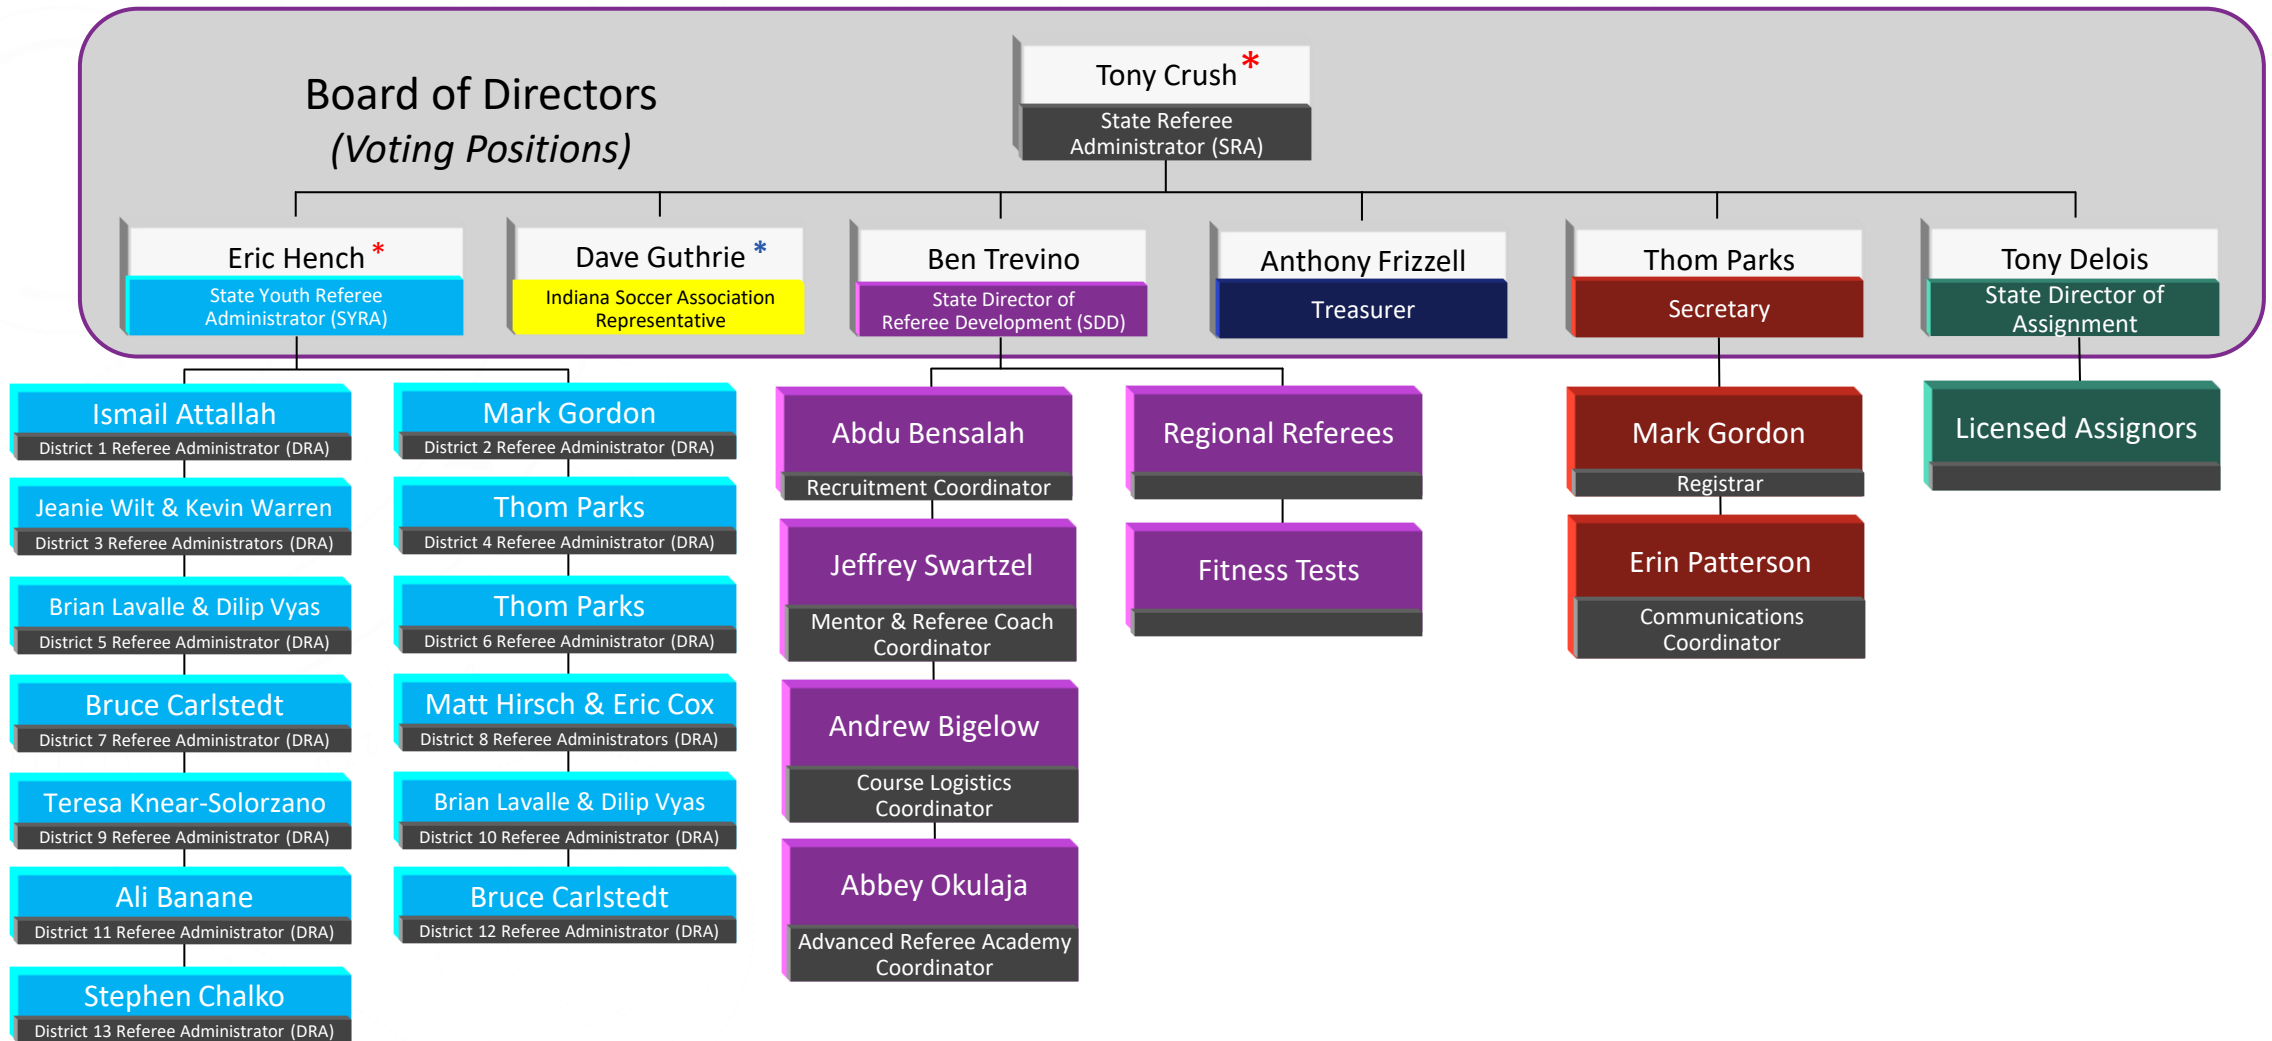 Board of Directors
(Voting Positions)
Tony Crush *
State Referee
Administrator (SRA)
Eric Hench *
State Youth Referee
Administrator (SYRA)
Dave Guthrie *
Indiana Soccer Association
Representative
Ben Trevino
State Director of
Referee Development (SDD)
Anthony Frizzell
Treasurer
Thom Parks
Secretary
Tony Delois
State Director of
Assignment
Ismail Attallah
District 1 Referee Administrator (DRA)
Jeanie Wilt & Kevin Warren
District 3 Referee Administrators (DRA)
Brian Lavalle & Dilip Vyas
District 5 Referee Administrator (DRA)
Bruce Carlstedt
District 7 Referee Administrator (DRA)
Teresa Knear-Solorzano
District 9 Referee Administrator (DRA)
Ali Banane
District 11 Referee Administrator (DRA)
Stephen Chalko
District 13 Referee Administrator (DRA)
Mark Gordon
District 2 Referee Administrator (DRA)
Thom Parks
District 4 Referee Administrator (DRA)
Thom Parks
District 6 Referee Administrator (DRA)
Matt Hirsch & Eric Cox
District 8 Referee Administrators (DRA)
Brian Lavalle & Dilip Vyas
District 10 Referee Administrator (DRA)
Bruce Carlstedt
District 12 Referee Administrator (DRA)
Abdu Bensalah
Recruitment Coordinator
Jeffrey Swartzel
Mentor & Referee Coach
Coordinator
Andrew Bigelow
Course Logistics
Coordinator
Abbey Okulaja
Advanced Referee Academy
Coordinator
Regional Referees
Fitness Tests
Mark Gordon
Registrar
Erin Patterson
Communications
Coordinator
Licensed Assignors